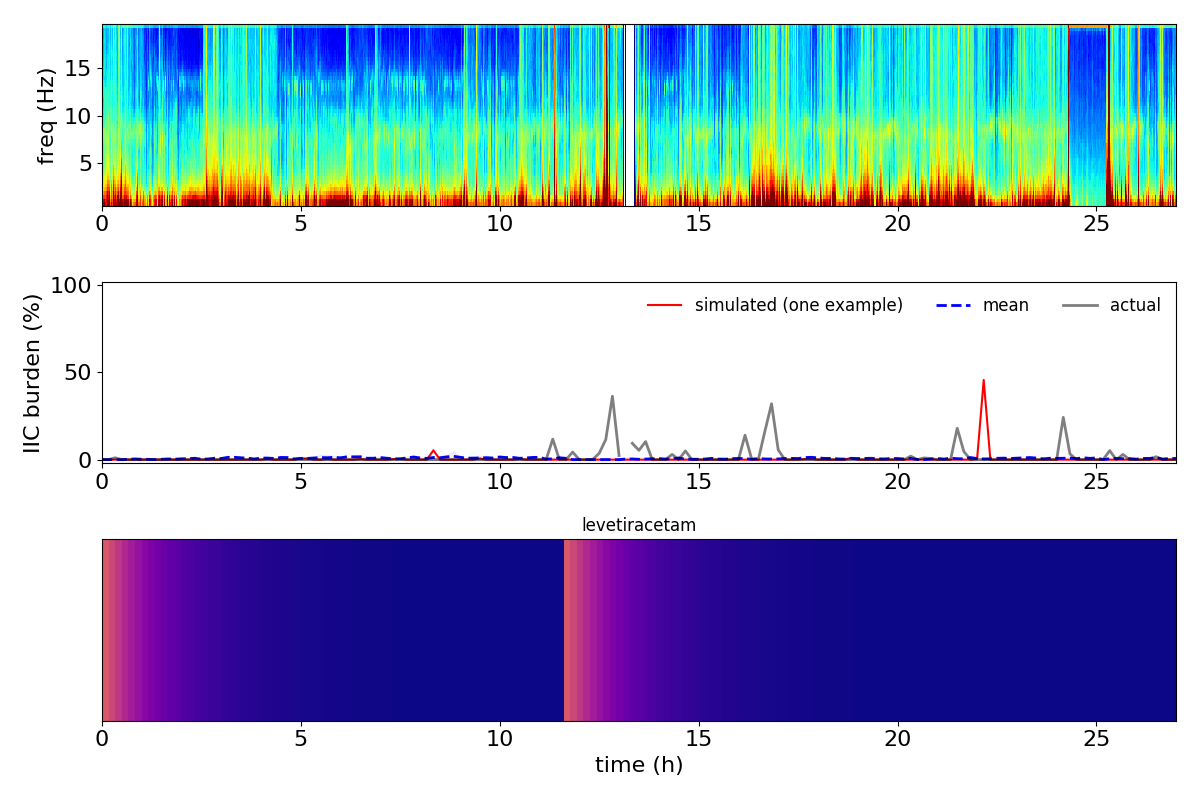 15
10
5
freq (Hz)
0 5 10 15 20 25
100
50
0
IIC burden (%)
simulated (one example) mean actual
0 5 10 15 20 25
levetiracetam
0 5 10 15 20 25
time (h)